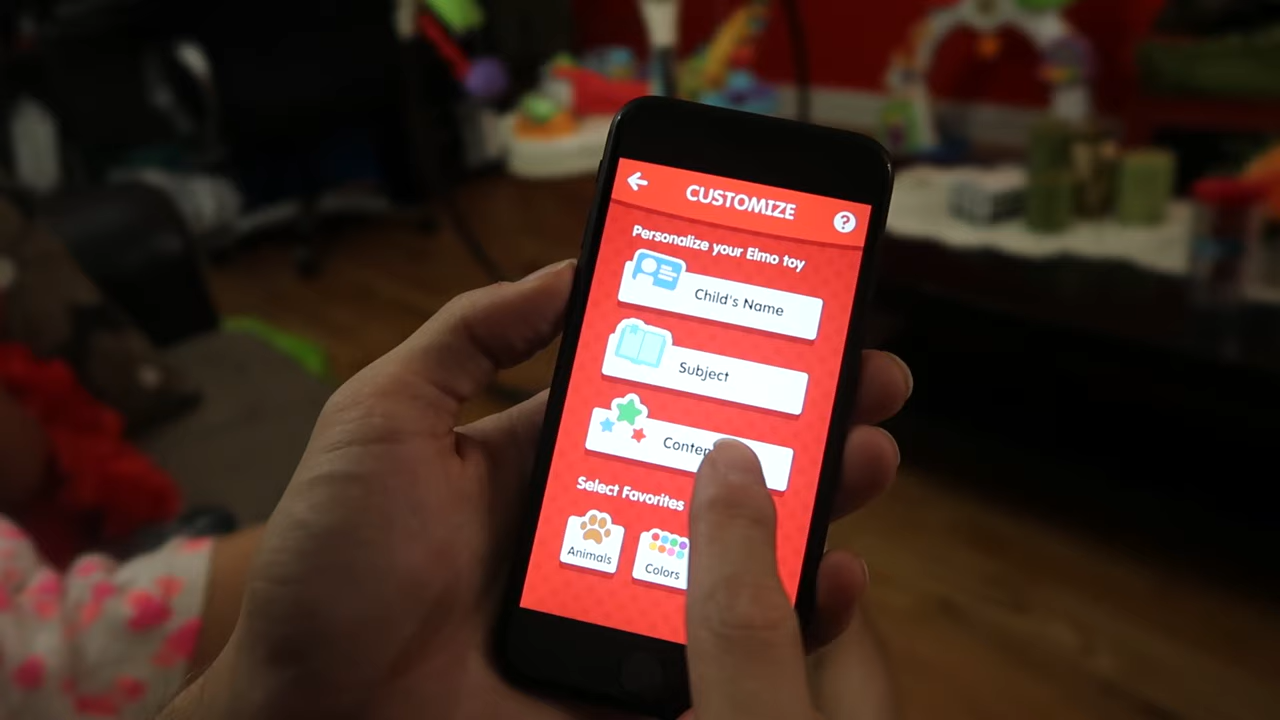 CUSTOMIZE
?
Personalize your Elmo toy
Child's Name
Subject
Select Favorites
Animals
Colors